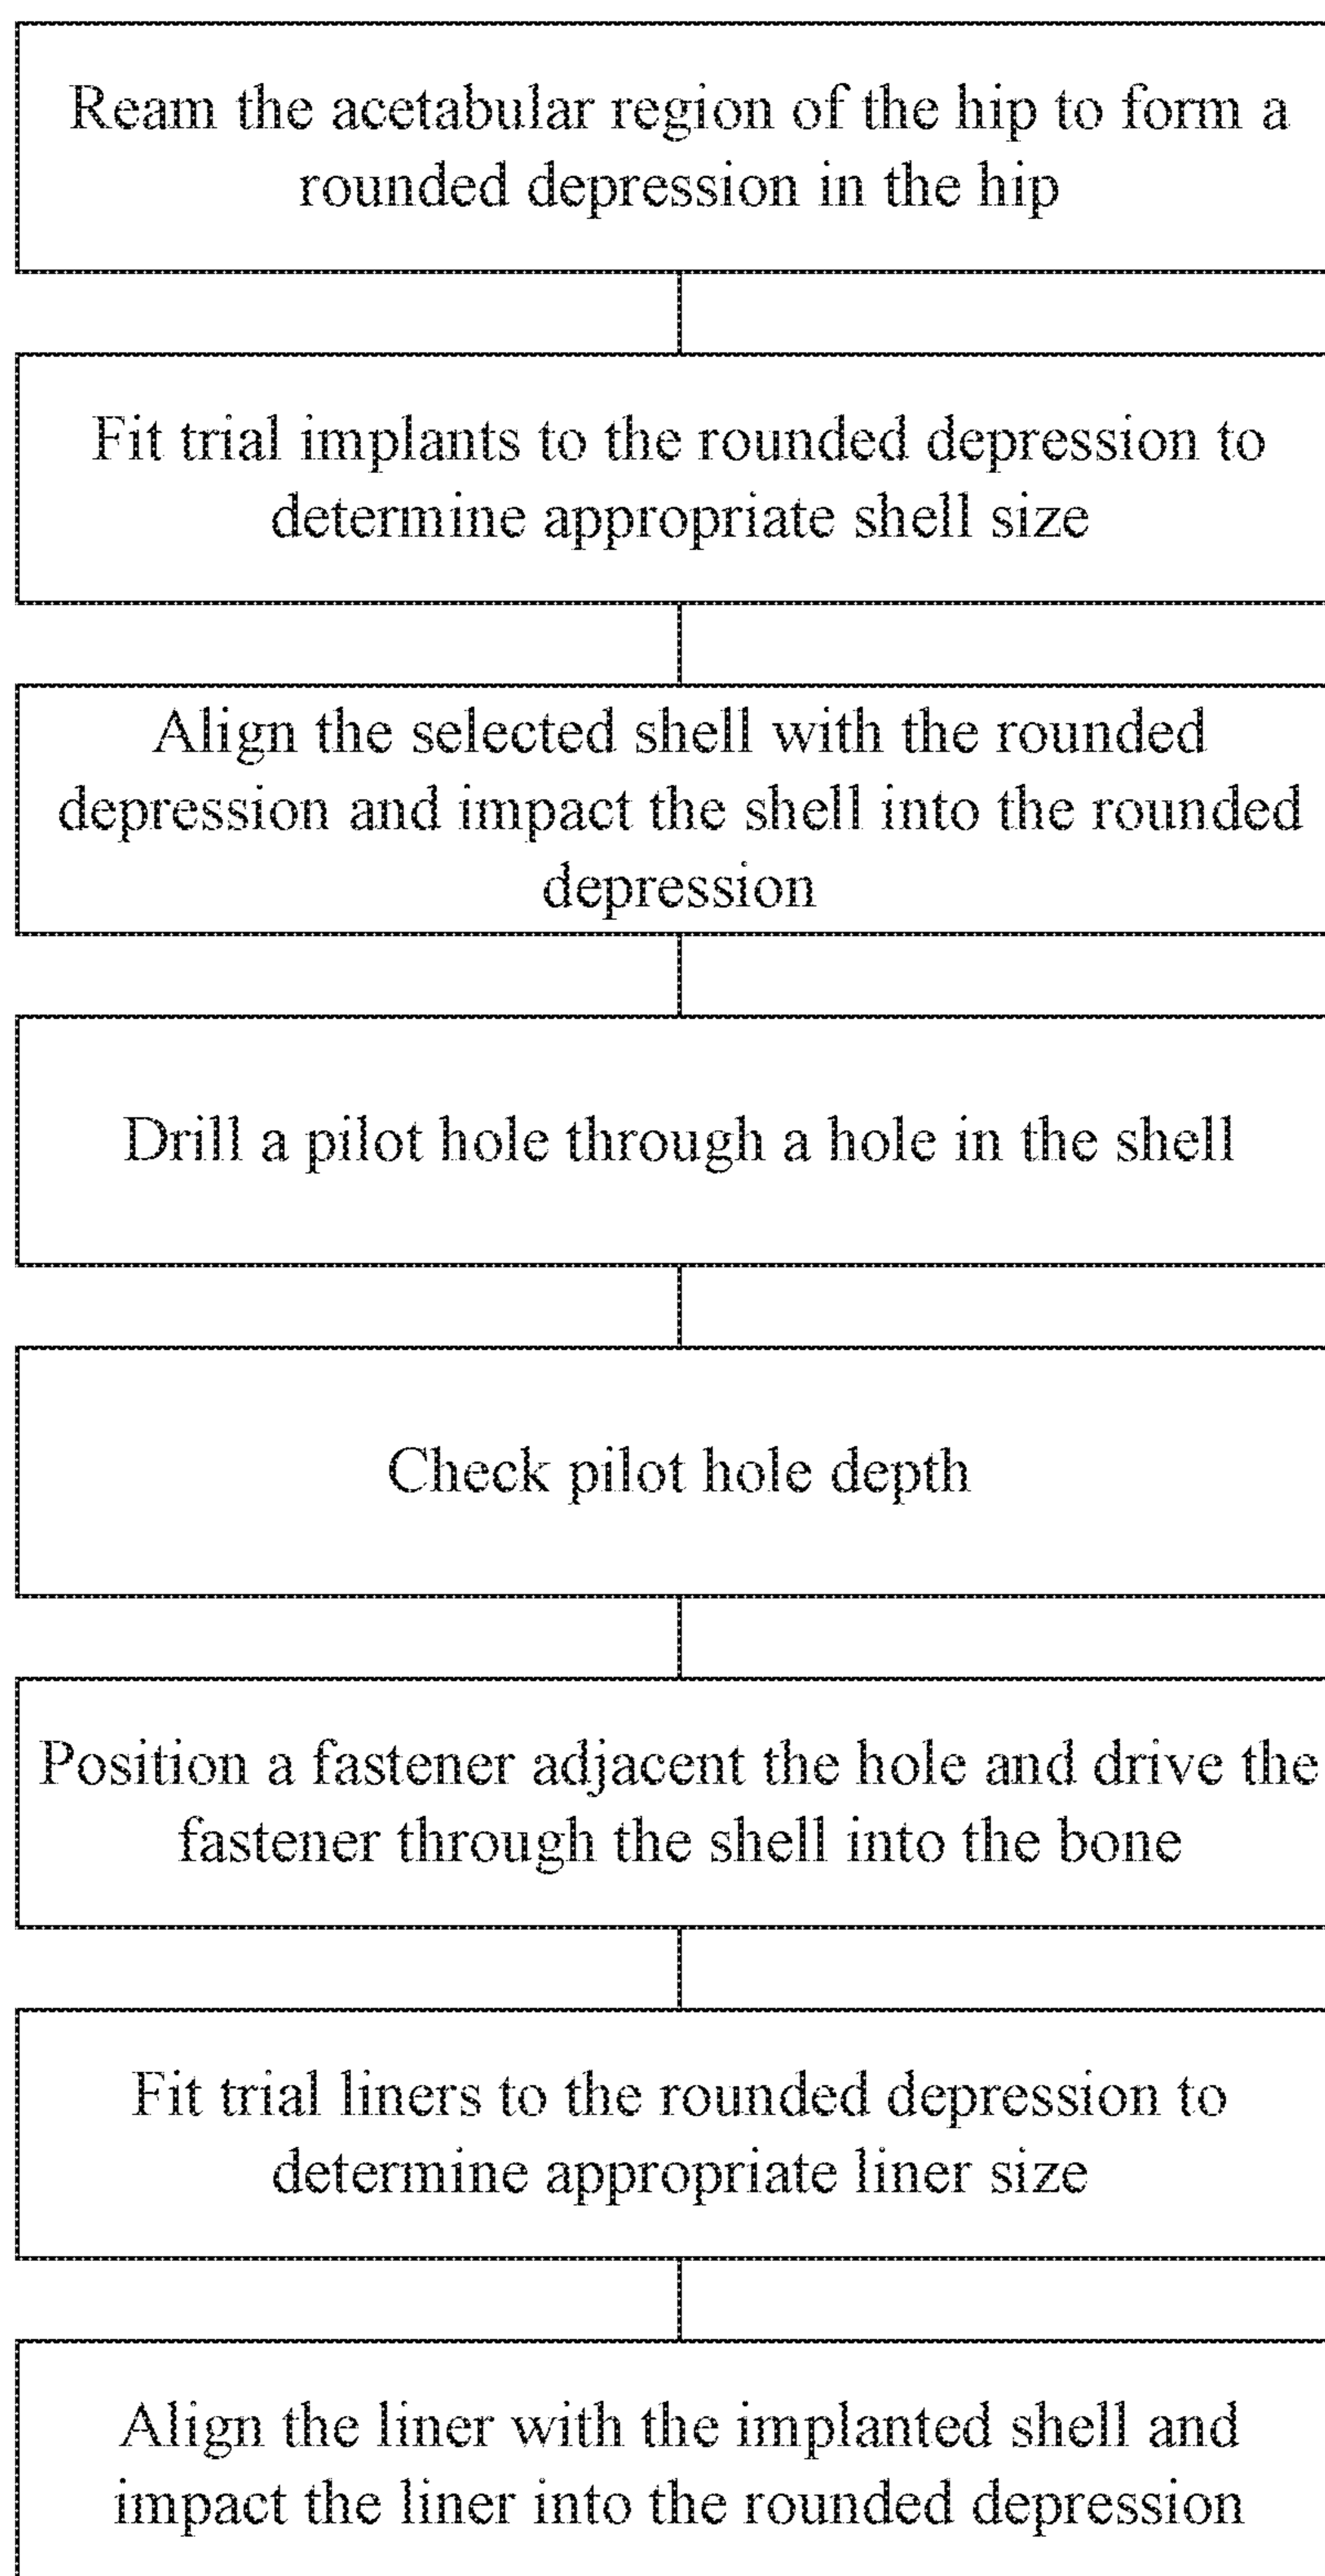 Ream the acetabular region of the hip to form a
rounded depression in the hip
Fit trial implants to the rounded depression to
determine appropriate shell size
Align the selected shell with the rounded
depression and impact the shell into the rounded
depression
Drill a pilot hole through a hole in the shell
Check pilot hole depth
Position a fastener adjacent the hole and drive the
fastener through the shell into the bone
Fit trial liners to the rounded depression to
determine appropriate liner size
Align the liner with the implanted shell and
impact the liner into the rounded depression